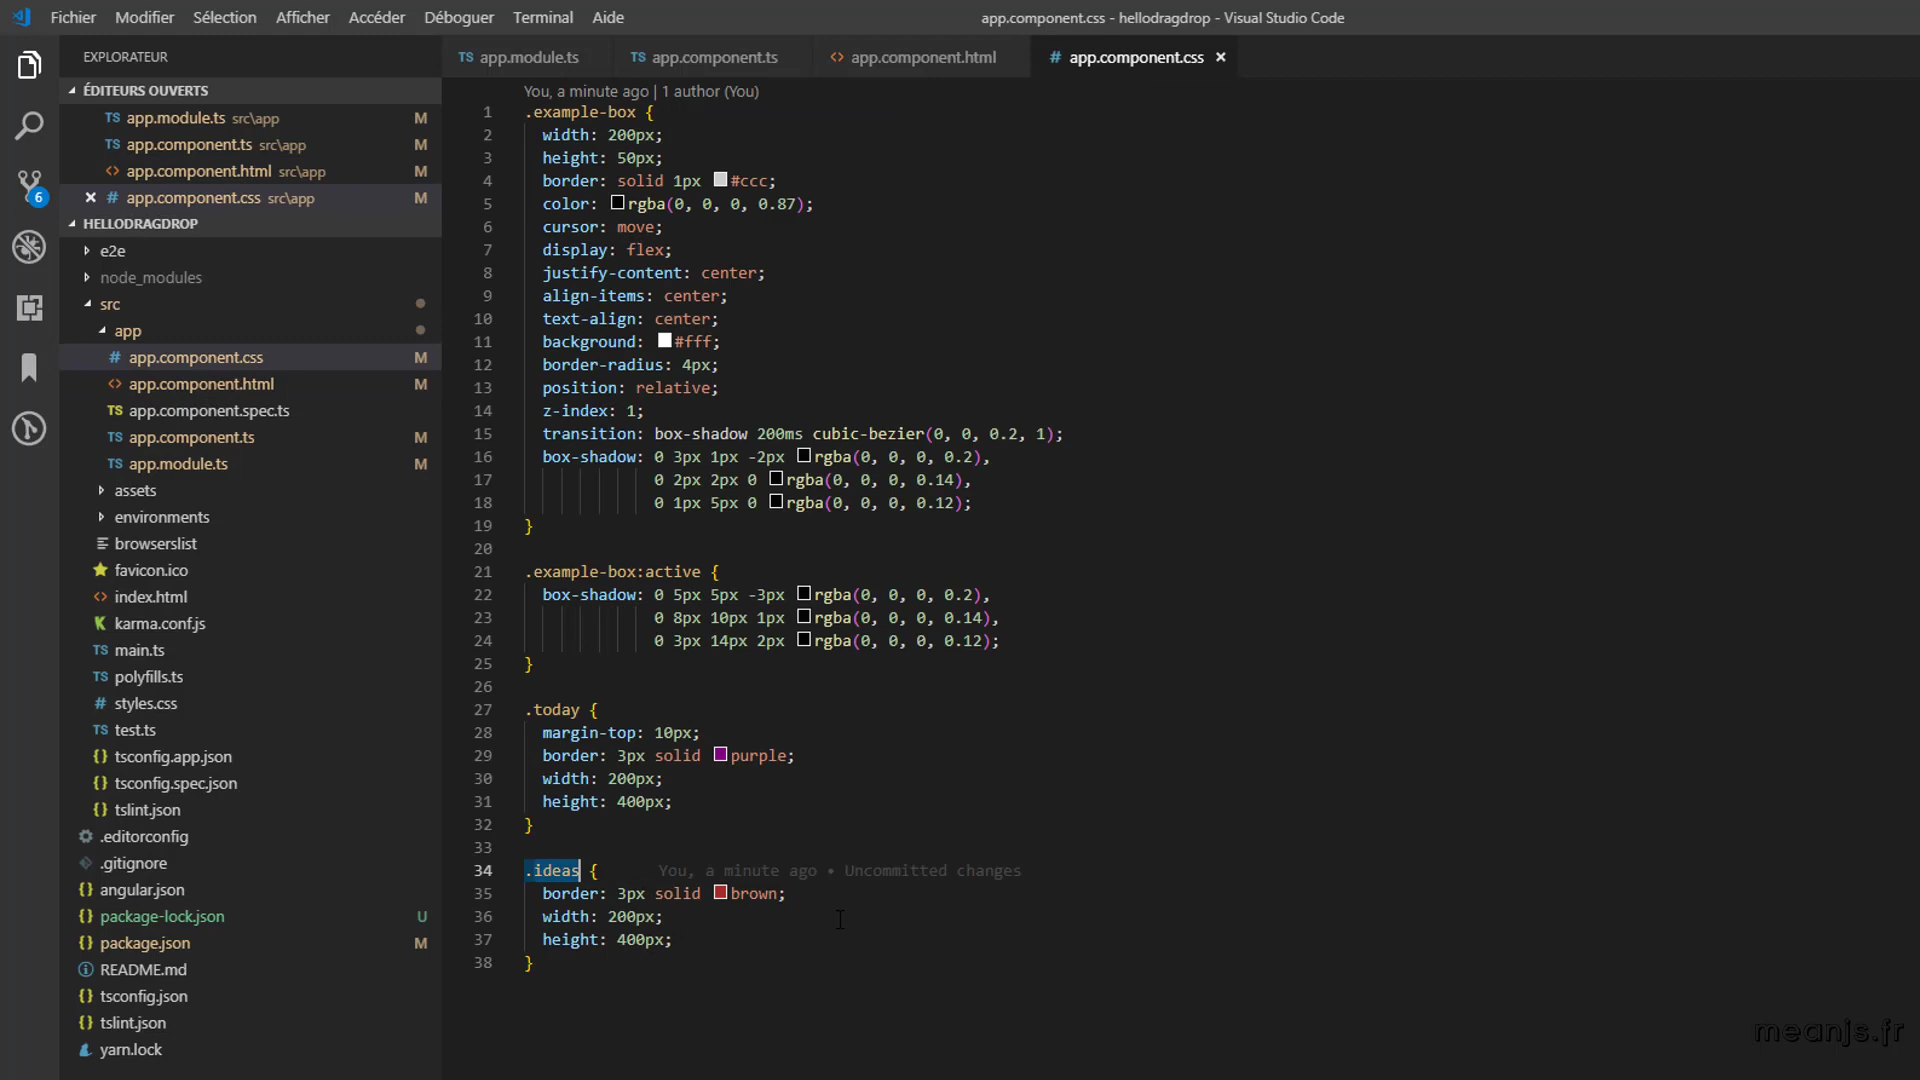 Fichier Modifier Sélection Afficher Accéder Déboguer Terminal Aide
app.component.css - hellodragdrop - Visual Studio Code
EXPLORATEUR
ÉDITEURS OUVERTS
TS app.module.ts src\app M
TS app.component.ts src\app M
<> app.component.html src\app M
# app.component.css src\app M
HELLODRAGDROP
e2e
node_modules
src
app
# app.component.css M
<> app.component.html M
TS app.component.spec.ts
TS app.component.ts M
TS app.module.ts M
assets
environments
browserslist
favicon.ico
<> index.html
karma.conf.js
TS main.ts
TS polyfills.ts
# styles.css
TS test.ts
{} tsconfig.app.json
{} tsconfig.spec.json
{} tslint.json
.editorconfig
.gitignore
{} angular.json
{} package-lock.json U
{} package.json M
README.md
{} tsconfig.json
{} tslint.json
yarn.lock
6
TS app.module.ts TS app.component.ts <> app.component.html # app.component.css ×
You, a minute ago | 1 author (You)
1 .example-box {
2 width: 200px;
3 height: 50px;
4 border: solid 1px #ccc;
5 color: rgba(0, 0, 0, 0.87);
6 cursor: move;
7 display: flex;
8 justify-content: center;
9 align-items: center;
10 text-align: center;
11 background: #fff;
12 border-radius: 4px;
13 position: relative;
14 z-index: 1;
15 transition: box-shadow 200ms cubic-bezier(0, 0, 0.2, 1);
16 box-shadow: 0 3px 1px -2px rgba(0, 0, 0, 0.2),
17 0 2px 2px 0 rgba(0, 0, 0, 0.14),
18 0 1px 5px 0 rgba(0, 0, 0, 0.12);
19 }
20
21 .example-box:active {
22 box-shadow: 0 5px 5px -3px rgba(0, 0, 0, 0.2),
23 0 8px 10px 1px rgba(0, 0, 0, 0.14),
24 0 3px 14px 2px rgba(0, 0, 0, 0.12);
25 }
26
27 .today {
28 margin-top: 10px;
29 border: 3px solid purple;
30 width: 200px;
31 height: 400px;
32 }
33
34 .ideas { You, a minute ago • Uncommitted changes
35 border: 3px solid brown;
36 width: 200px;
37 height: 400px;
38 }
meanjs.fr